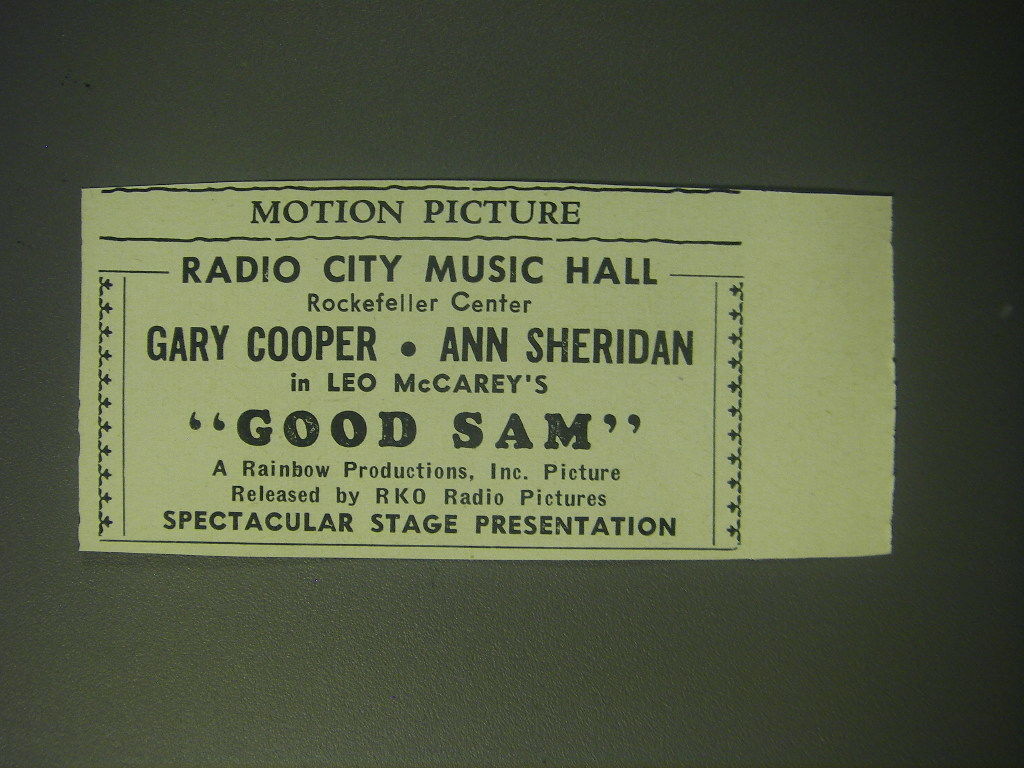 MOTION PICTURE
RADIO CITY MUSIC HALL
Rockefeller Center
GARY COOPER • ANN SHERIDAN
in LEO McCAREY'S
“GOOD SAM”
A Rainbow Productions, Inc. Picture
Released by RKO Radio Pictures
SPECTACULAR STAGE PRESENTATION